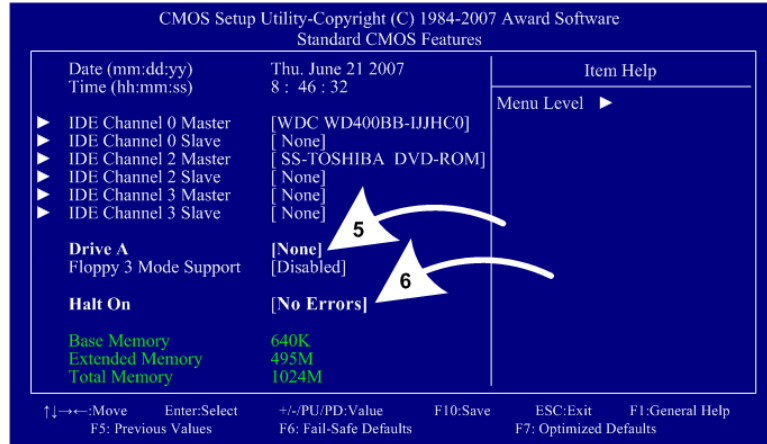 CMOS Setup Utility-Copyright (C) 1984-2007 Award Software
Standard CMOS Features
Date (mm:dd:yy) Thu. June 21 2007
Time (hh:mm:ss) 8 : 46 : 32
Item Help
Menu Level ►
► IDE Channel 0 Master [WDC WD400BB-IJJHC0]
► IDE Channel 0 Slave [ None]
► IDE Channel 2 Master [ SS-TOSHIBA DVD-ROM]
► IDE Channel 2 Slave [ None]
► IDE Channel 3 Master [ None]
► IDE Channel 3 Slave [ None]
5
Drive A [None]
Floppy 3 Mode Support [Disabled]
6
Halt On [No Errors]
Base Memory 640K
Extended Memory 495M
Total Memory 1024M
↑↓→←:Move Enter:Select +/-/PU/PD:Value F10:Save ESC:Exit F1:General Help
F5: Previous Values F6: Fail-Safe Defaults F7: Optimized Defaults